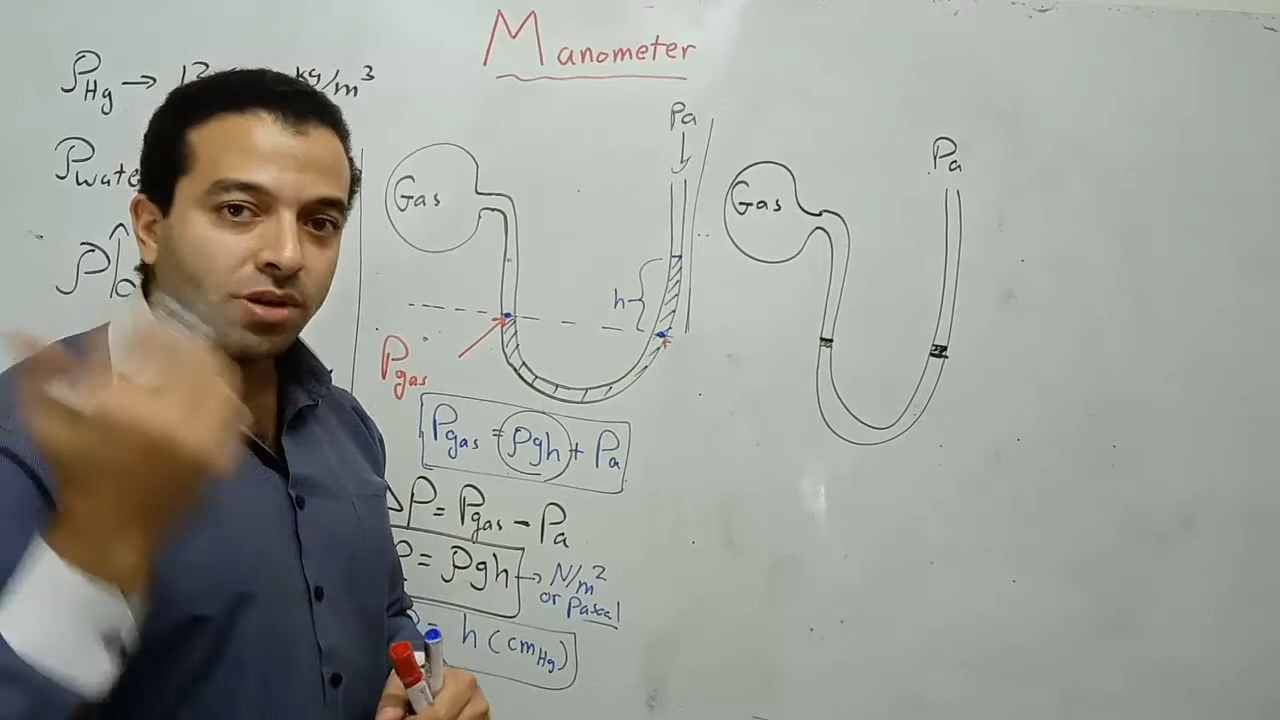 Manometer
ρHg → kg/m³
ρwate
Gas
Pa
h
Pgas
Pgas = ρgh + Pa
ΔP = Pgas - Pa
= ρgh → N/m²
or Pascal
= h (cmHg)
Gas
Pa